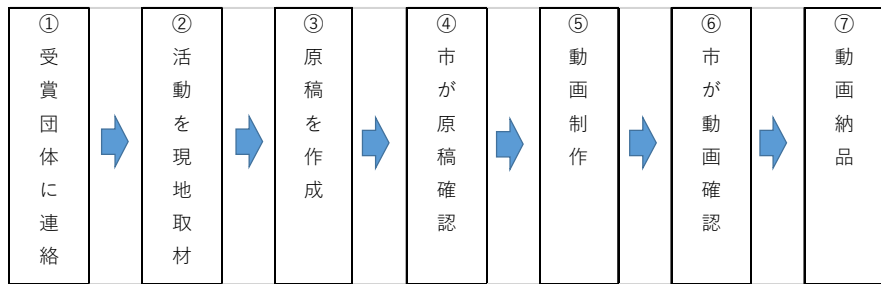 ①受賞団体に連絡
②活動を現地取材
③原稿を作成
④市が原稿確認
⑤動画制作
⑥市が動画確認
⑦動画納品